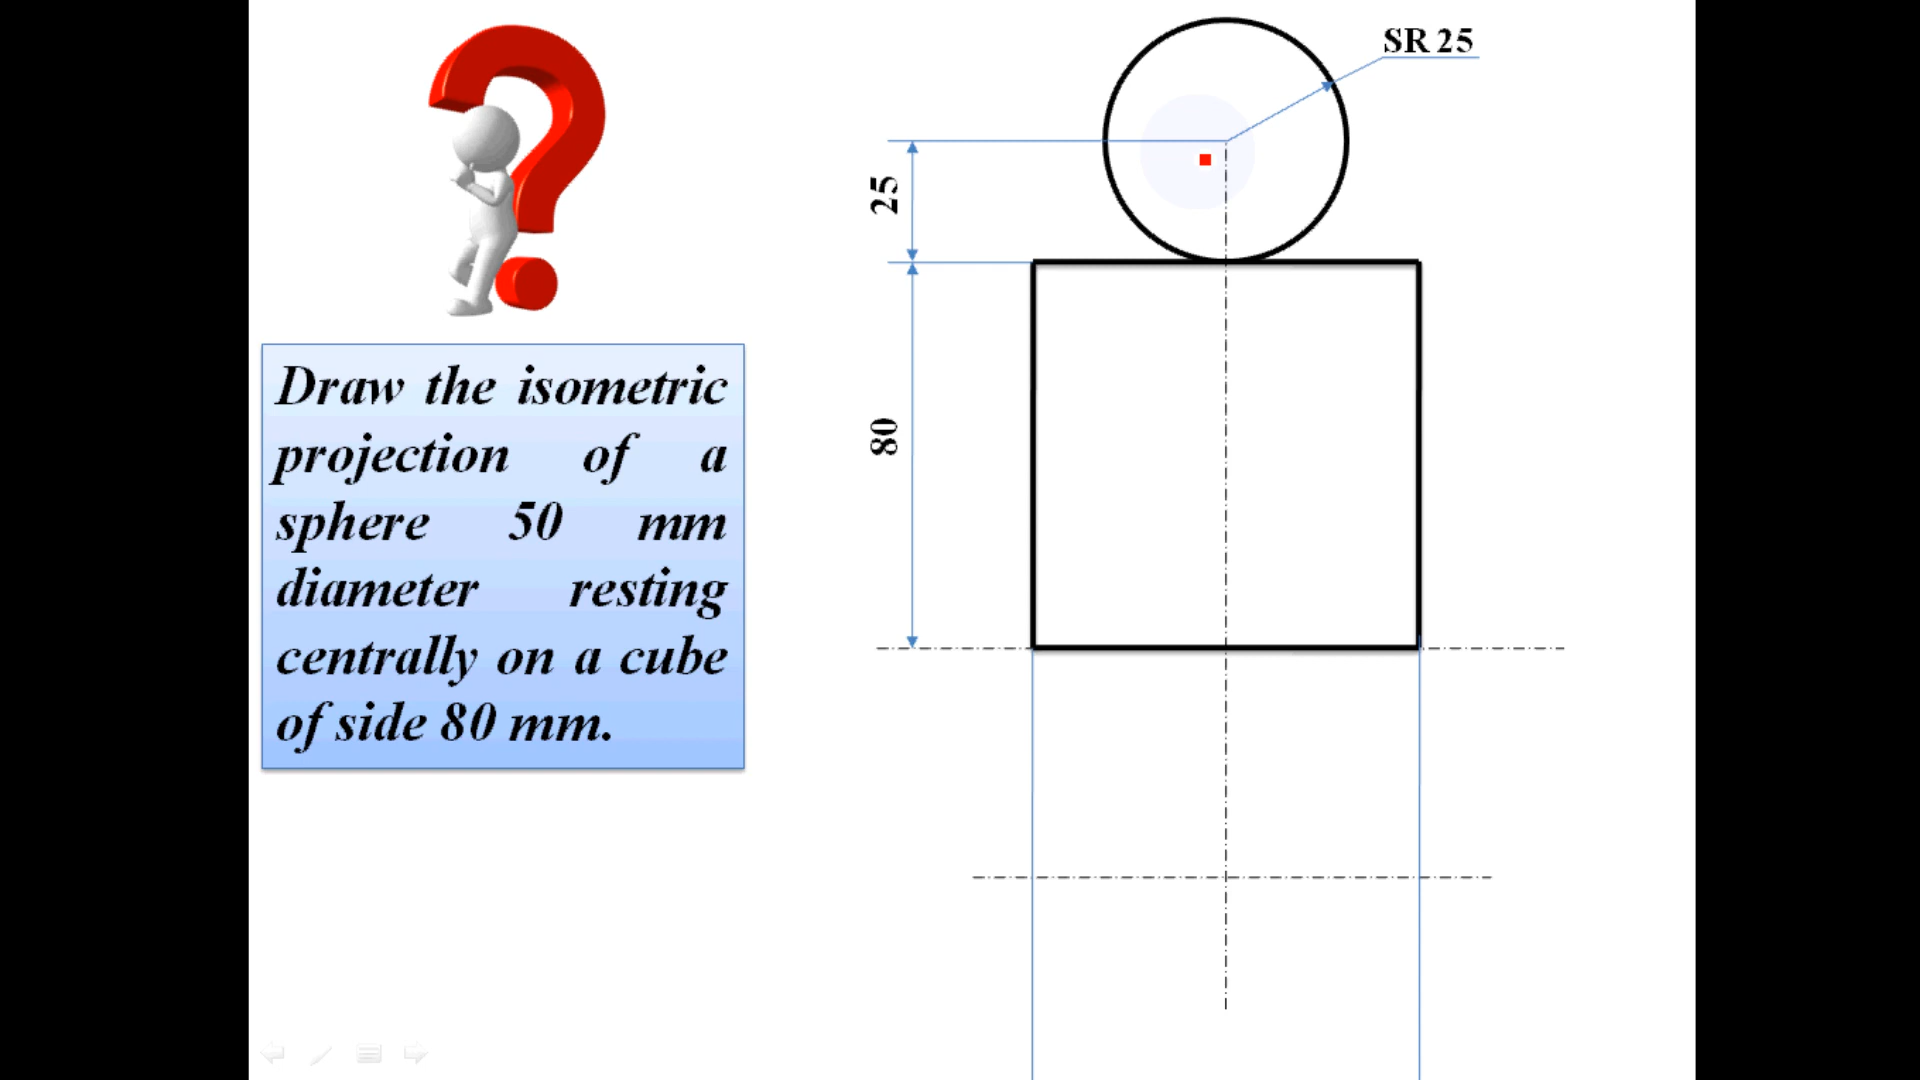 Draw the isometric
projection of a
sphere 50 mm
diameter resting
centrally on a cube
of side 80 mm.
SR 25
25
80